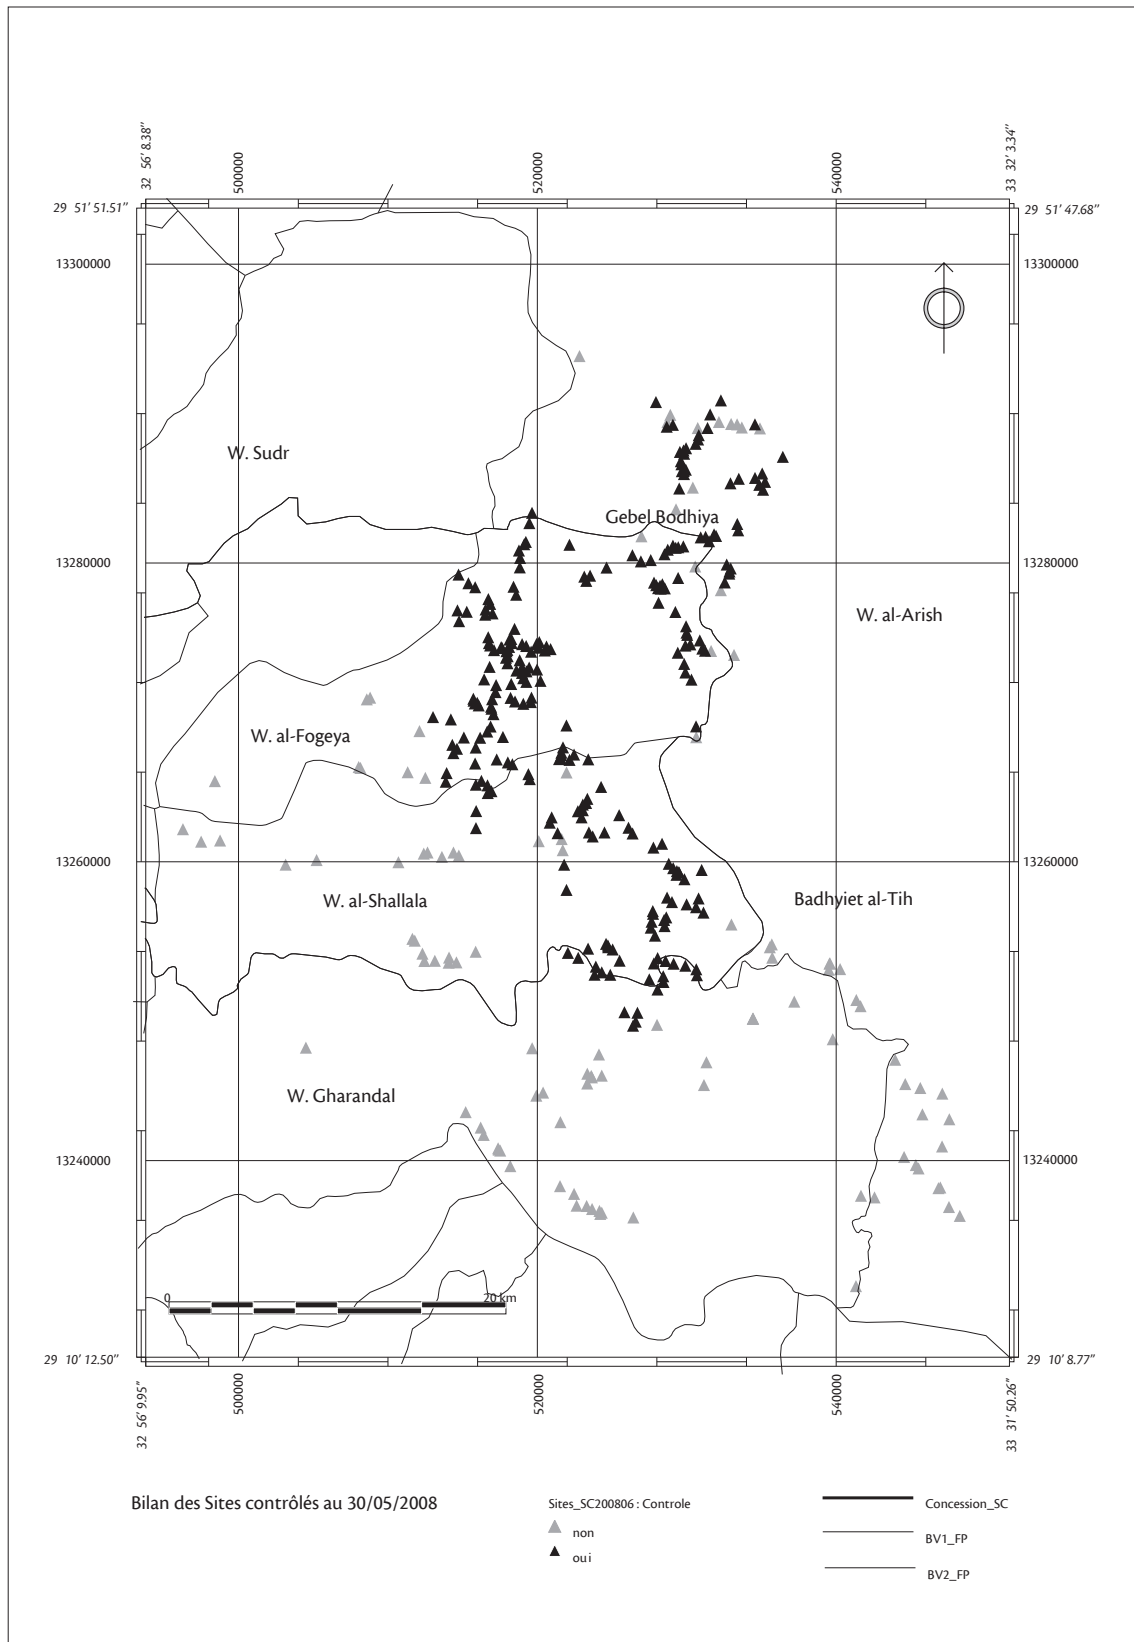 32 56' 8.38"
500000
520000
540000
33 32' 3.34"
29 51' 51.51"
29 51' 47.68"
13300000
13300000
W. Sudr
Gebel Bodhiya
13280000
13280000
W. al-Arish
W. al-Fogeya
13260000
13260000
W. al-Shallala
Badhyiet al-Tih
W. Gharandal
13240000
13240000
0
20 km
29 10' 12.50"
29 10' 8.77"
32 56' 9.95"
500000
520000
540000
33 31' 50.26"
Bilan des Sites contrôlés au 30/05/2008
Sites_SC200806 : Controle
non
oui
Concession_SC
BV1_FP
BV2_FP